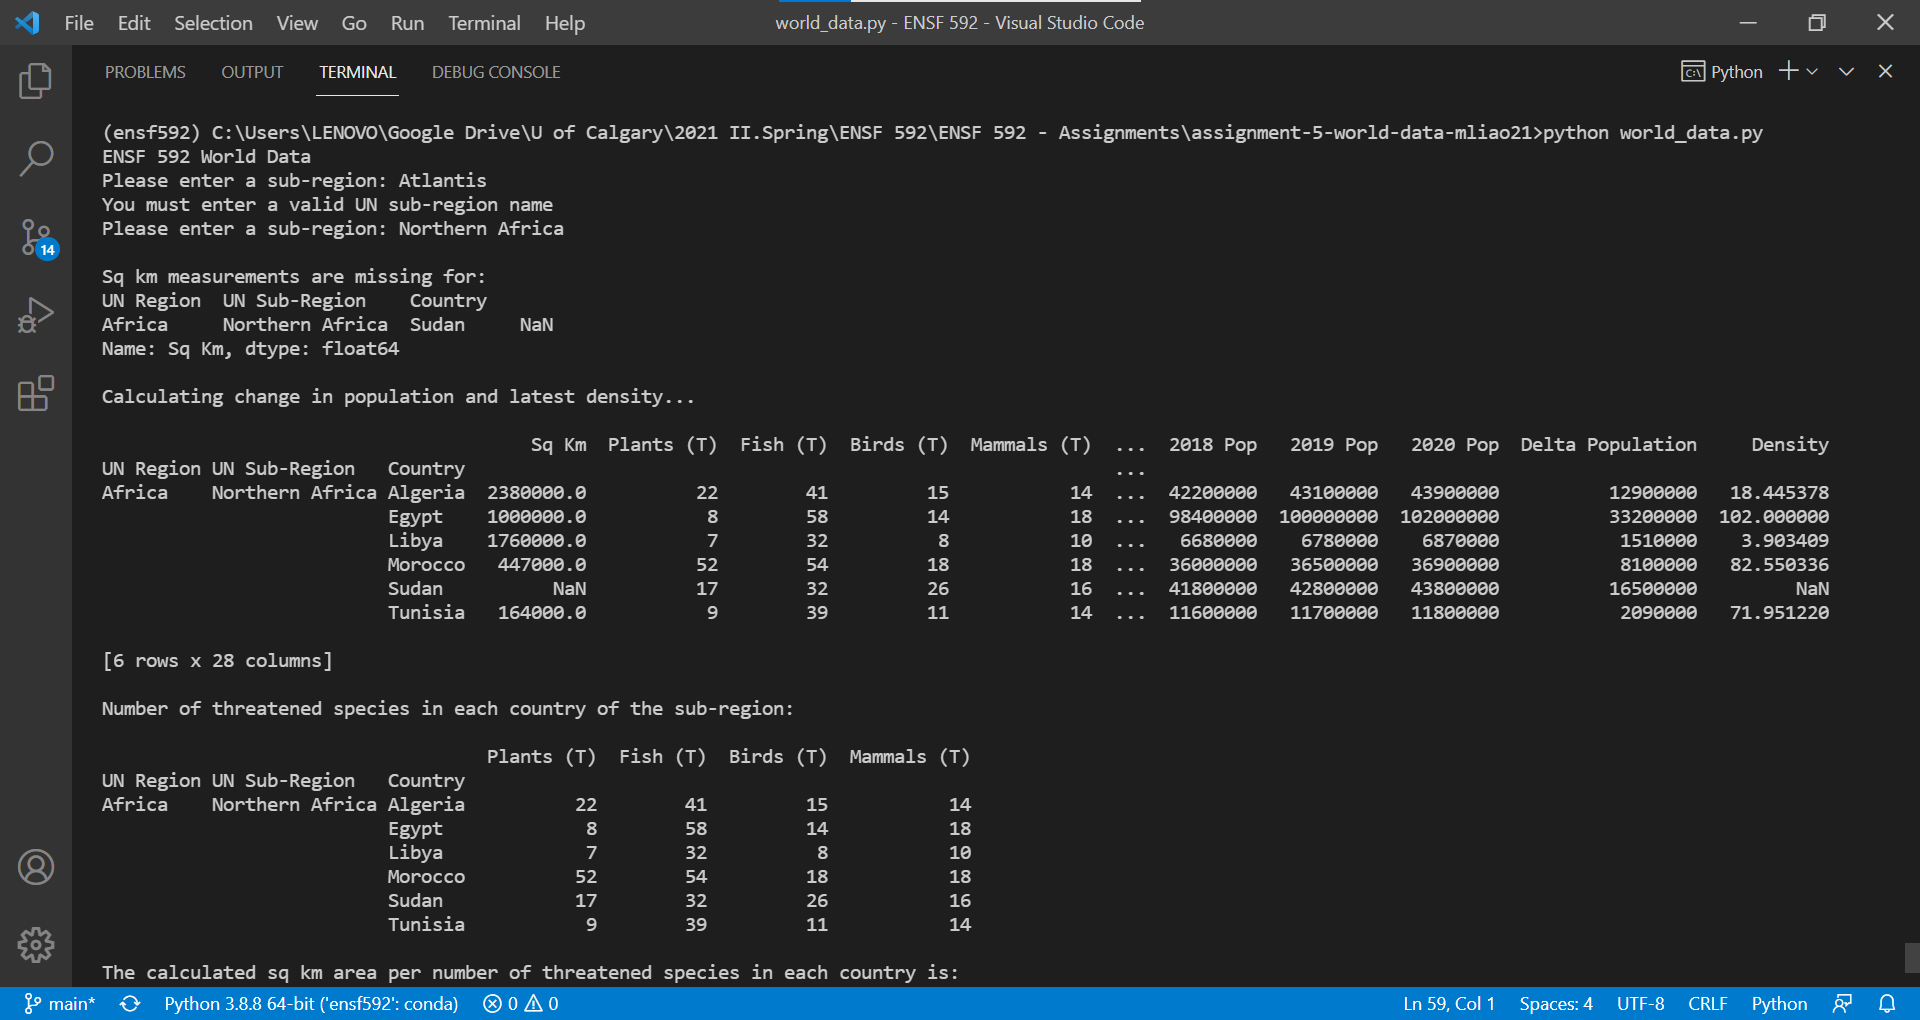 File Edit Selection View Go Run Terminal Help world_data.py - ENSF 592 - Visual Studio Code
PROBLEMS OUTPUT TERMINAL DEBUG CONSOLE Python
(ensf592) C:\Users\LENOVO\Google Drive\U of Calgary\2021 II.Spring\ENSF 592\ENSF 592 - Assignments\assignment-5-world-data-mliao21>python world_data.py
ENSF 592 World Data
Please enter a sub-region: Atlantis
You must enter a valid UN sub-region name
Please enter a sub-region: Northern Africa
Sq km measurements are missing for:
UN Region UN Sub-Region Country
Africa Northern Africa Sudan NaN
Name: Sq Km, dtype: float64
Calculating change in population and latest density...
Sq Km Plants (T) Fish (T) Birds (T) Mammals (T) ... 2018 Pop 2019 Pop 2020 Pop Delta Population Density
UN Region UN Sub-Region Country ...
Africa Northern Africa Algeria 2380000.0 22 41 15 14 ... 42200000 43100000 43900000 12900000 18.445378
Egypt 1000000.0 8 58 14 18 ... 98400000 100000000 102000000 33200000 102.000000
Libya 1760000.0 7 32 8 10 ... 6680000 6780000 6870000 1510000 3.903409
Morocco 447000.0 52 54 18 18 ... 36000000 36500000 36900000 8100000 82.550336
Sudan NaN 17 32 26 16 ... 41800000 42800000 43800000 16500000 NaN
Tunisia 164000.0 9 39 11 14 ... 11600000 11700000 11800000 2090000 71.951220
[6 rows x 28 columns]
Number of threatened species in each country of the sub-region:
Plants (T) Fish (T) Birds (T) Mammals (T)
UN Region UN Sub-Region Country
Africa Northern Africa Algeria 22 41 15 14
Egypt 8 58 14 18
Libya 7 32 8 10
Morocco 52 54 18 18
Sudan 17 32 26 16
Tunisia 9 39 11 14
The calculated sq km area per number of threatened species in each country is:
14
main* Python 3.8.8 64-bit ('ensf592': conda) 0 0 Ln 59, Col 1 Spaces: 4 UTF-8 CRLF Python